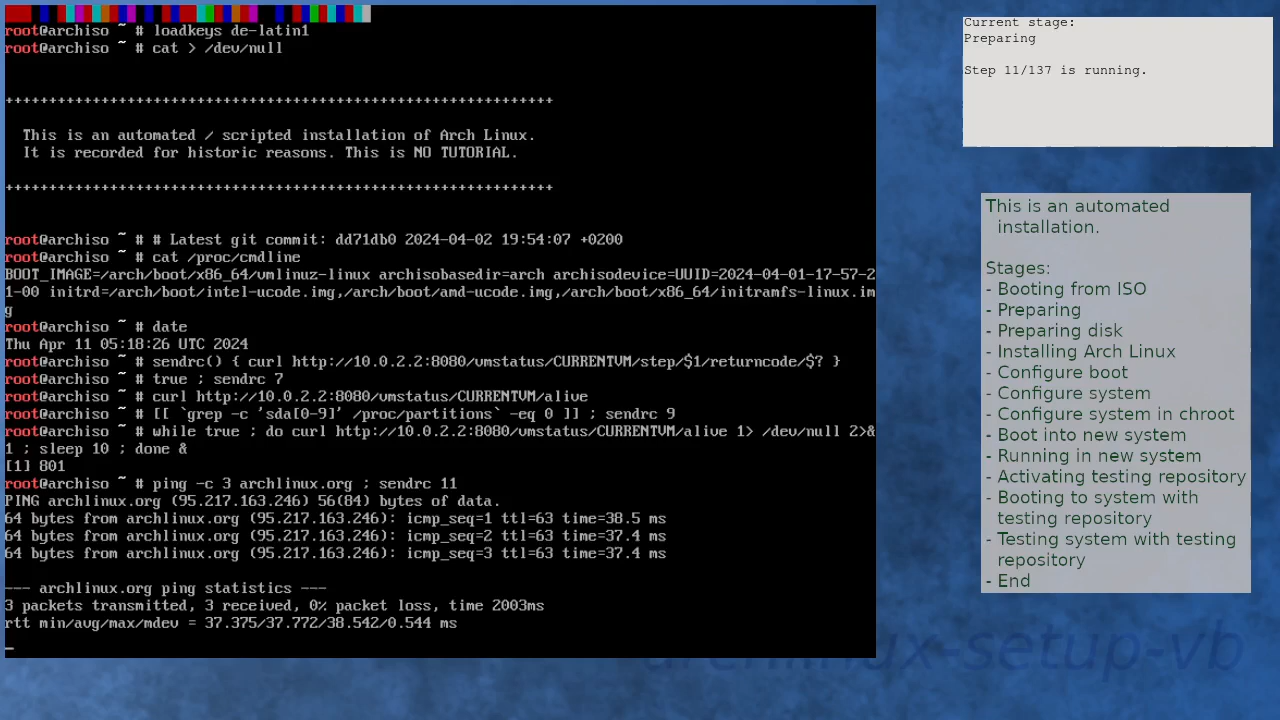 root@archiso ~ # loadkeys de-latin1
root@archiso ~ # cat > /dev/null
+++++++++++++++++++++++++++++++++++++++++++++++++++++++++++++++
This is an automated / scripted installation of Arch Linux.
It is recorded for historic reasons. This is NO TUTORIAL.
+++++++++++++++++++++++++++++++++++++++++++++++++++++++++++++++
root@archiso ~ # # Latest git commit: dd71db0 2024-04-02 19:54:07 +0200
root@archiso ~ # cat /proc/cmdline
BOOT_IMAGE=/arch/boot/x86_64/vmlinuz-linux archisobasedir=arch archisodevice=UUID=2024-04-01-17-57-2
1-00 initrd=/arch/boot/intel-ucode.img,/arch/boot/amd-ucode.img,/arch/boot/x86_64/initramfs-linux.im
g
root@archiso ~ # date
Thu Apr 11 05:18:26 UTC 2024
root@archiso ~ # sendrc() { curl http://10.0.2.2:8080/vmstatus/CURRENTVM/step/$1/returncode/$? }
root@archiso ~ # true ; sendrc 7
root@archiso ~ # curl http://10.0.2.2:8080/vmstatus/CURRENTVM/alive
root@archiso ~ # [[ `grep -c 'sda[0-9]' /proc/partitions` -eq 0 ]] ; sendrc 9
root@archiso ~ # while true ; do curl http://10.0.2.2:8080/vmstatus/CURRENTVM/alive 1> /dev/null 2>&
1 ; sleep 10 ; done &
[1] 801
root@archiso ~ # ping -c 3 archlinux.org ; sendrc 11
PING archlinux.org (95.217.163.246) 56(84) bytes of data.
64 bytes from archlinux.org (95.217.163.246): icmp_seq=1 ttl=63 time=38.5 ms
64 bytes from archlinux.org (95.217.163.246): icmp_seq=2 ttl=63 time=37.4 ms
64 bytes from archlinux.org (95.217.163.246): icmp_seq=3 ttl=63 time=37.4 ms
--- archlinux.org ping statistics ---
3 packets transmitted, 3 received, 0% packet loss, time 2003ms
rtt min/avg/max/mdev = 37.375/37.772/38.542/0.544 ms
Current stage:
Preparing
Step 11/137 is running.
This is an automated
installation.
Stages:
- Booting from ISO
- Preparing
- Preparing disk
- Installing Arch Linux
- Configure boot
- Configure system
- Configure system in chroot
- Boot into new system
- Running in new system
- Activating testing repository
- Booting to system with
testing repository
- Testing system with testing
repository
- End
archlinux-setup-vb